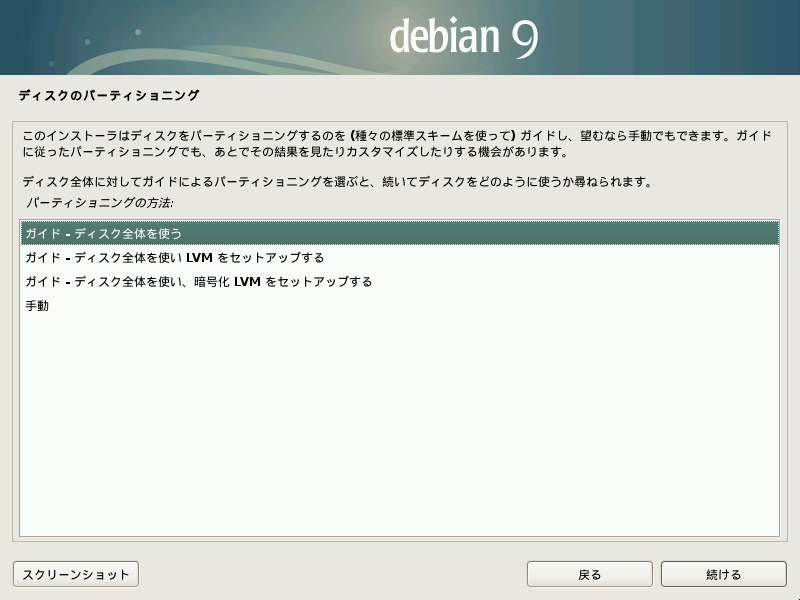 debian 9
ディスクのパーティショニング
このインストーラはディスクをパーティショニングするのを (種々の標準スキームを使って) ガイドし、望むなら手動でもできます。ガイド
に従ったパーティショニングでも、あとでその結果を見たりカスタマイズしたりする機会があります。
ディスク全体に対してガイドによるパーティショニングを選ぶと、続いてディスクをどのように使うか尋ねられます。
パーティショニングの方法:
ガイド - ディスク全体を使う
ガイド - ディスク全体を使い LVM をセットアップする
ガイド - ディスク全体を使い、暗号化 LVM をセットアップする
手動
スクリーンショット
戻る
続ける